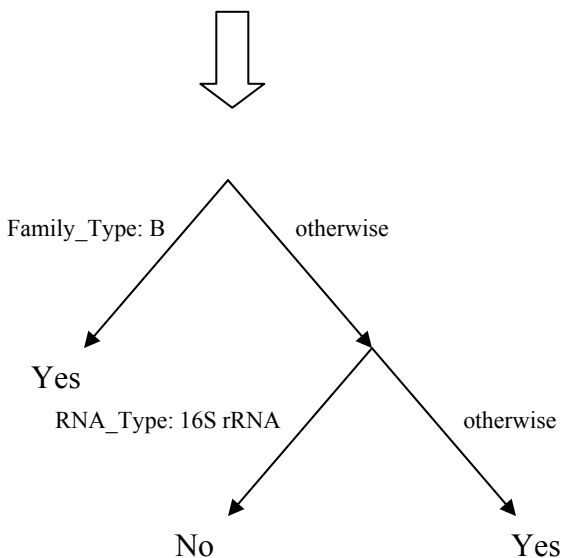 Family_Type: B
otherwise
Yes
RNA_Type: 16S rRNA
otherwise
No
Yes